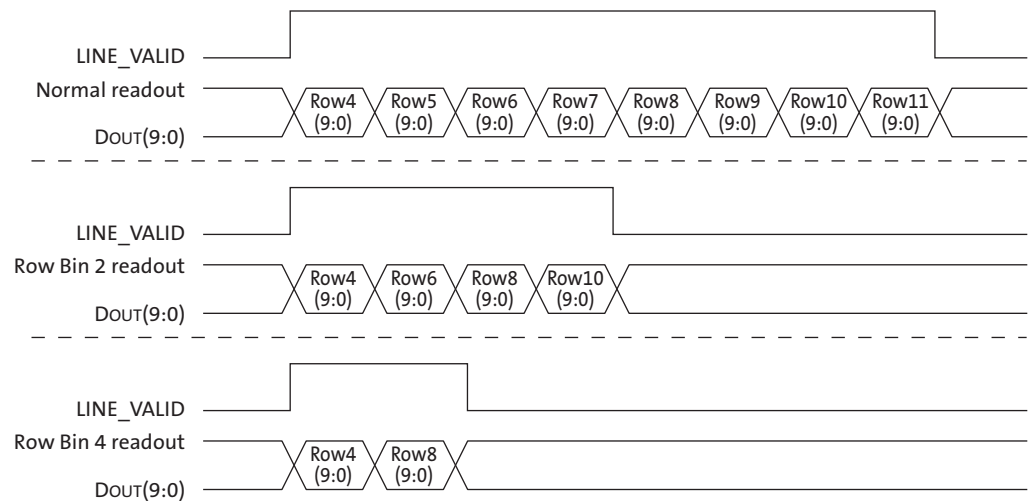 LINE_VALID
Normal readout
Row4 Row5 Row6 Row7 Row8 Row9 Row10 Row11
(9:0) (9:0) (9:0) (9:0) (9:0) (9:0) (9:0) (9:0)
DOUT(9:0)
LINE_VALID
Row Bin 2 readout
Row4 Row6 Row8 Row10
(9:0) (9:0) (9:0) (9:0)
DOUT(9:0)
LINE_VALID
Row Bin 4 readout
Row4 Row8
(9:0) (9:0)
DOUT(9:0)